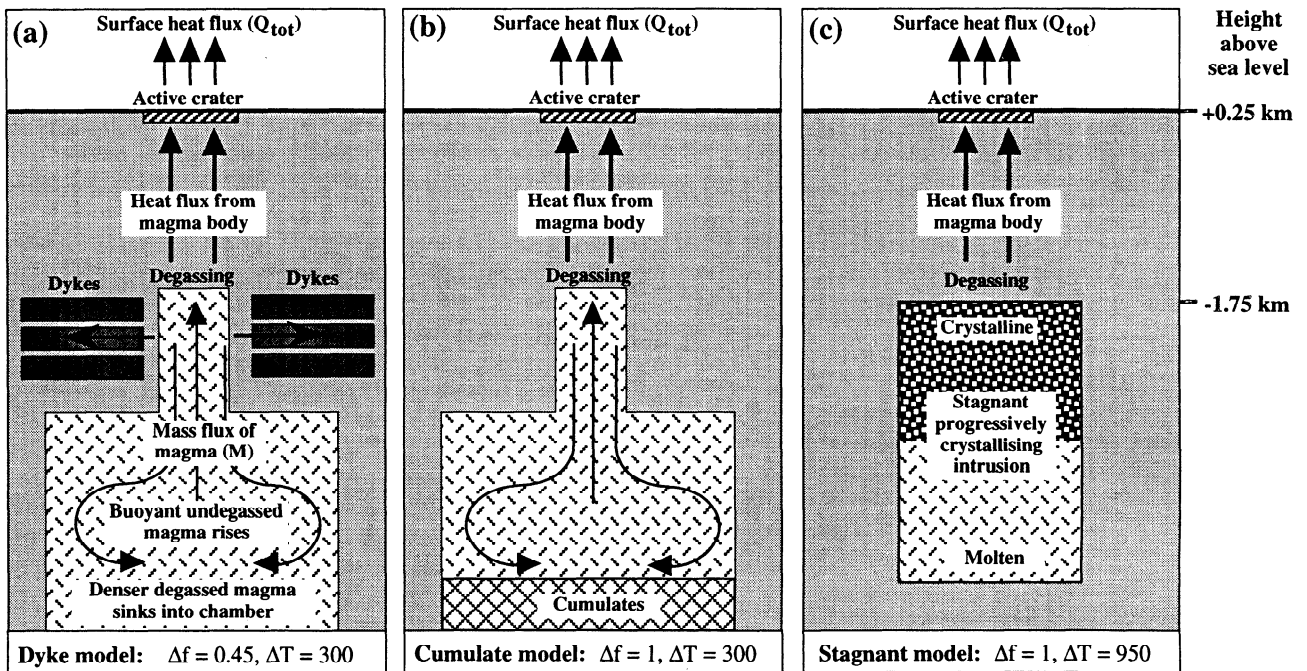 (a)
Surface heat flux (Qtot)
Active crater
Heat flux from
magma body
Degassing
Dykes
Dykes
Mass flux of
magma (M)
Buoyant undegassed
magma rises
Denser degassed magma
sinks into chamber
Dyke model: Δf = 0.45, ΔT = 300
(b)
Surface heat flux (Qtot)
Active crater
Heat flux from
magma body
Degassing
Cumulates
Cumulate model: Δf = 1, ΔT = 300
(c)
Surface heat flux (Qtot)
Active crater
Heat flux from
magma body
Degassing
Crystalline
Stagnant
progressively
crystallising
intrusion
Molten
Stagnant model: Δf = 1, ΔT = 950
Height
above
sea level
+0.25 km
-1.75 km